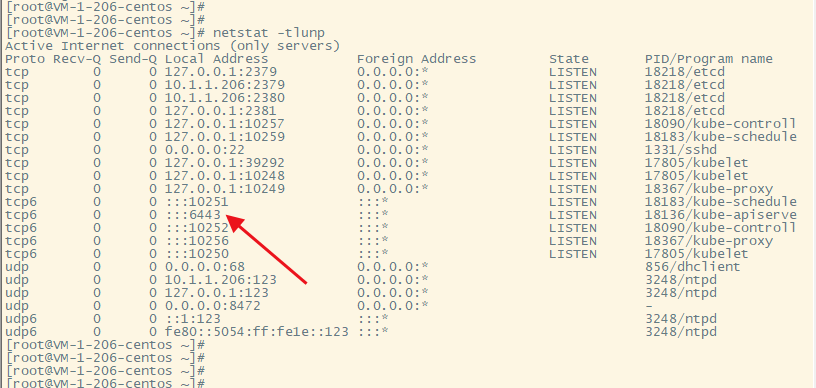 [root@VM-1-206-centos ~]#
[root@VM-1-206-centos ~]#
[root@VM-1-206-centos ~]# netstat -tlunp
Active Internet connections (only servers)
Proto Recv-Q Send-Q Local Address Foreign Address State PID/Program name
tcp 0 0 127.0.0.1:2379 0.0.0.0:* LISTEN 18218/etcd
tcp 0 0 10.1.1.206:2379 0.0.0.0:* LISTEN 18218/etcd
tcp 0 0 10.1.1.206:2380 0.0.0.0:* LISTEN 18218/etcd
tcp 0 0 127.0.0.1:2381 0.0.0.0:* LISTEN 18218/etcd
tcp 0 0 127.0.0.1:10257 0.0.0.0:* LISTEN 18090/kube-controll
tcp 0 0 127.0.0.1:10259 0.0.0.0:* LISTEN 18183/kube-schedule
tcp 0 0 0.0.0.0:22 0.0.0.0:* LISTEN 1331/sshd
tcp 0 0 127.0.0.1:39292 0.0.0.0:* LISTEN 17805/kubelet
tcp 0 0 127.0.0.1:10248 0.0.0.0:* LISTEN 17805/kubelet
tcp 0 0 127.0.0.1:10249 0.0.0.0:* LISTEN 18367/kube-proxy
tcp6 0 0 :::10251 :::* LISTEN 18183/kube-schedule
tcp6 0 0 :::6443 :::* LISTEN 18136/kube-apiserve
tcp6 0 0 :::10252 :::* LISTEN 18090/kube-controll
tcp6 0 0 :::10256 :::* LISTEN 18367/kube-proxy
tcp6 0 0 :::10250 :::* LISTEN 17805/kubelet
udp 0 0 0.0.0.0:68 0.0.0.0:* 856/dhclient
udp 0 0 10.1.1.206:123 0.0.0.0:* 3248/ntpd
udp 0 0 127.0.0.1:123 0.0.0.0:* 3248/ntpd
udp 0 0 0.0.0.0:8472 0.0.0.0:* -
udp6 0 0 ::1:123 :::* 3248/ntpd
udp6 0 0 fe80::5054:ff:fe1e::123 :::* 3248/ntpd
[root@VM-1-206-centos ~]#
[root@VM-1-206-centos ~]#
[root@VM-1-206-centos ~]#
[root@VM-1-206-centos ~]#